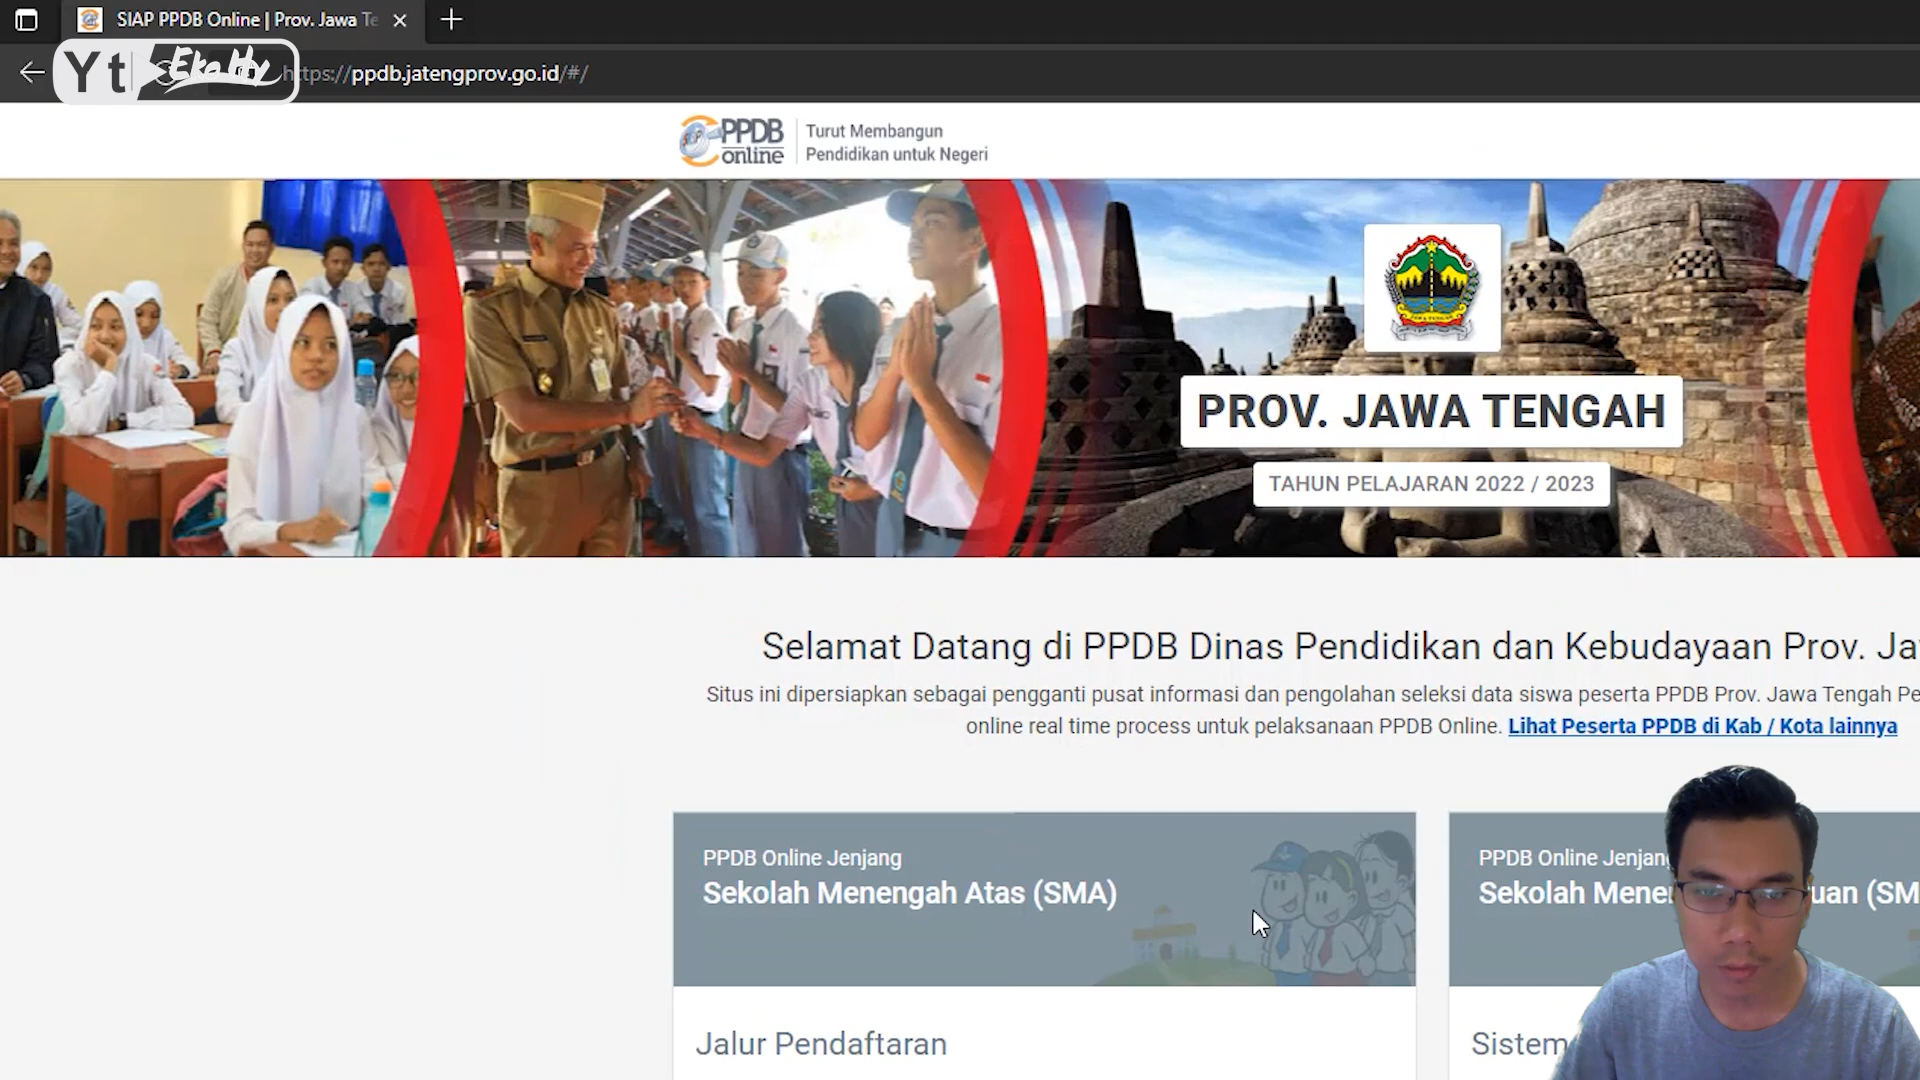 SIAP PPDB Online | Prov. Jawa Te
Yt Eka Hy
https://ppdb.jatengprov.go.id/#/
SIAP PPDB online
Turut Membangun
Pendidikan untuk Negeri
PROV. JAWA TENGAH
TAHUN PELAJARAN 2022 / 2023
Selamat Datang di PPDB Dinas Pendidikan dan Kebudayaan Prov. Ja
Situs ini dipersiapkan sebagai pengganti pusat informasi dan pengolahan seleksi data siswa peserta PPDB Prov. Jawa Tengah Pe
online real time process untuk pelaksanaan PPDB Online. Lihat Peserta PPDB di Kab / Kota lainnya
PPDB Online Jenjang
Sekolah Menengah Atas (SMA)
Jalur Pendaftaran
PPDB Online Jenjang
Sekolah Mene uan (SM
Sistem